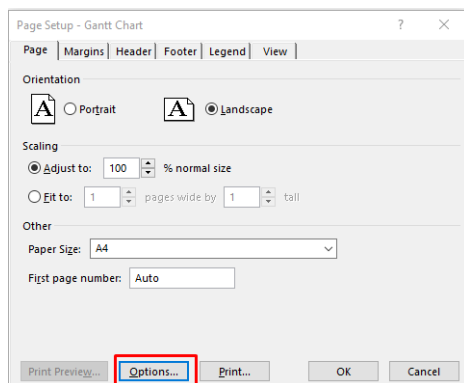 Page Setup - Gantt Chart ? ×
Page Margins Header Footer Legend View
Orientation
A Portrait A Landscape
Scaling
Adjust to: 100 % normal size
Fit to: 1 pages wide by 1 tall
Other
Paper Size: A4
First page number: Auto
Print Preview... Options... Print... OK Cancel